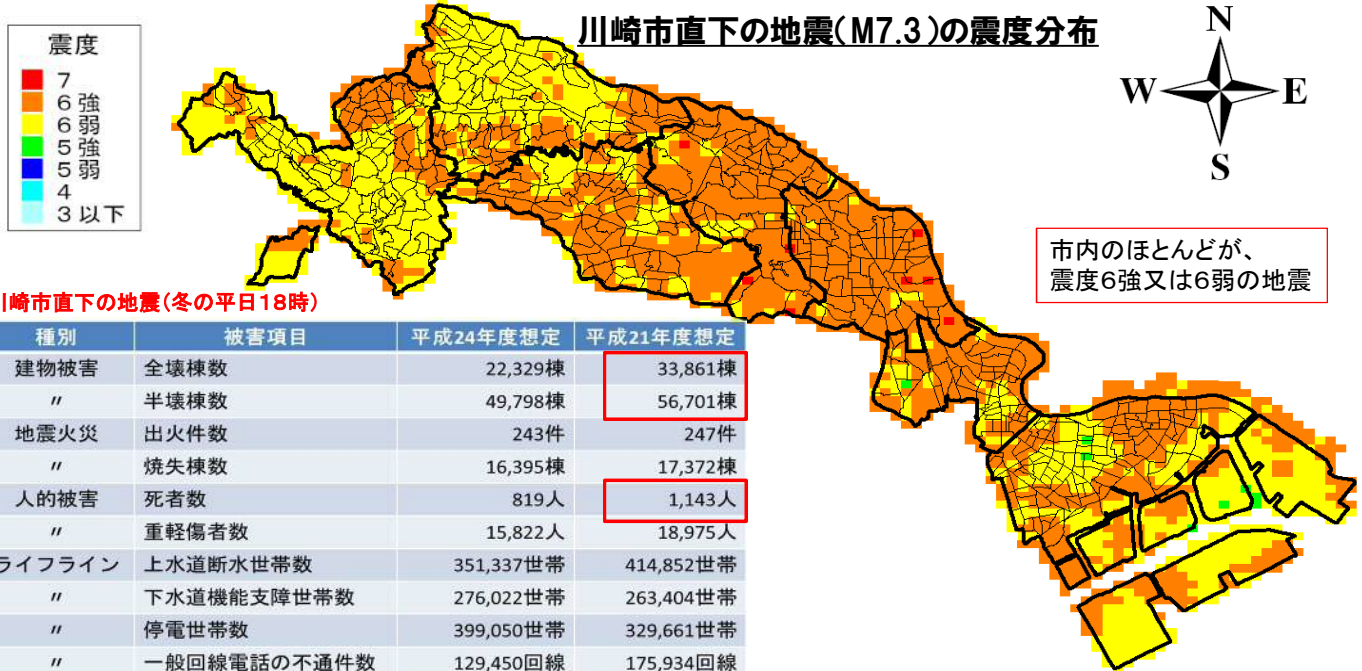 川崎市直下の地震(M7.3)の震度分布
震度
7
6強
6弱
5強
5弱
4
3以下
N
W E
S
市内のほとんどが、
震度6強又は6弱の地震
川崎市直下の地震(冬の平日18時)
種別 被害項目 平成24年度想定 平成21年度想定
建物被害 全壊棟数 22,329棟 33,861棟
〃 半壊棟数 49,798棟 56,701棟
地震火災 出火件数 243件 247件
〃 焼失棟数 16,395棟 17,372棟
人的被害 死者数 819人 1,143人
〃 重軽傷者数 15,822人 18,975人
ライフライン 上水道断水世帯数 351,337世帯 414,852世帯
〃 下水道機能支障世帯数 276,022世帯 263,404世帯
〃 停電世帯数 399,050世帯 329,661世帯
〃 一般回線電話の不通件数 129,450回線 175,934回線